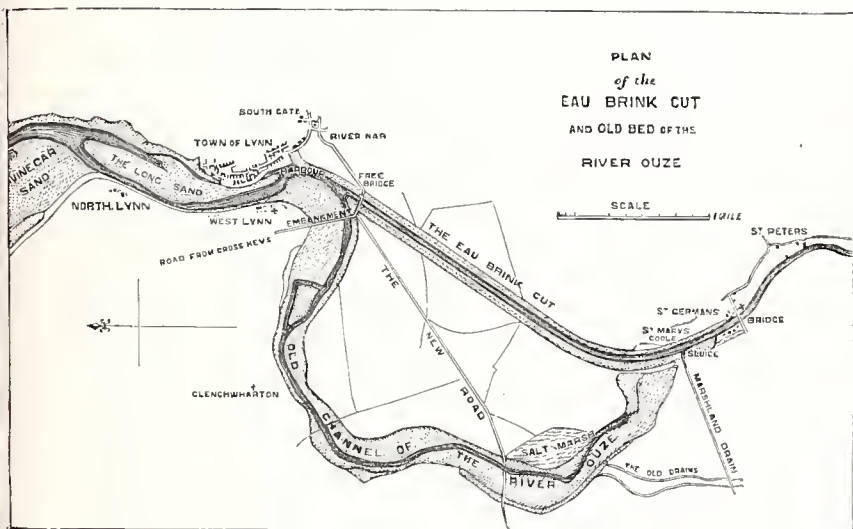 PLAN
of the
EAU BRINK CUT
AND OLD BED OF THE
RIVER OUZE
SCALE
1 MILE
SOUTH GATE
TOWN OF LYNN
RIVER NAR
HARBOUR
FREE
BRIDGE
VINEGAR
SAND
THE LONG SAND
NORTH LYNN
WEST LYNN
EMBANKMENT
ROAD FROM CROSS KEYS
THE EAU BRINK CUT
ST PETERS
ST GERMANS
ST MARYS
BRIDGE
SLUICE
THE NEW ROAD
CLENCHWHARTON
OLD CHANNEL OF THE RIVER OUZE
SALT MARSH
MARSHLAND DRAIN
THE OLD DRAINS